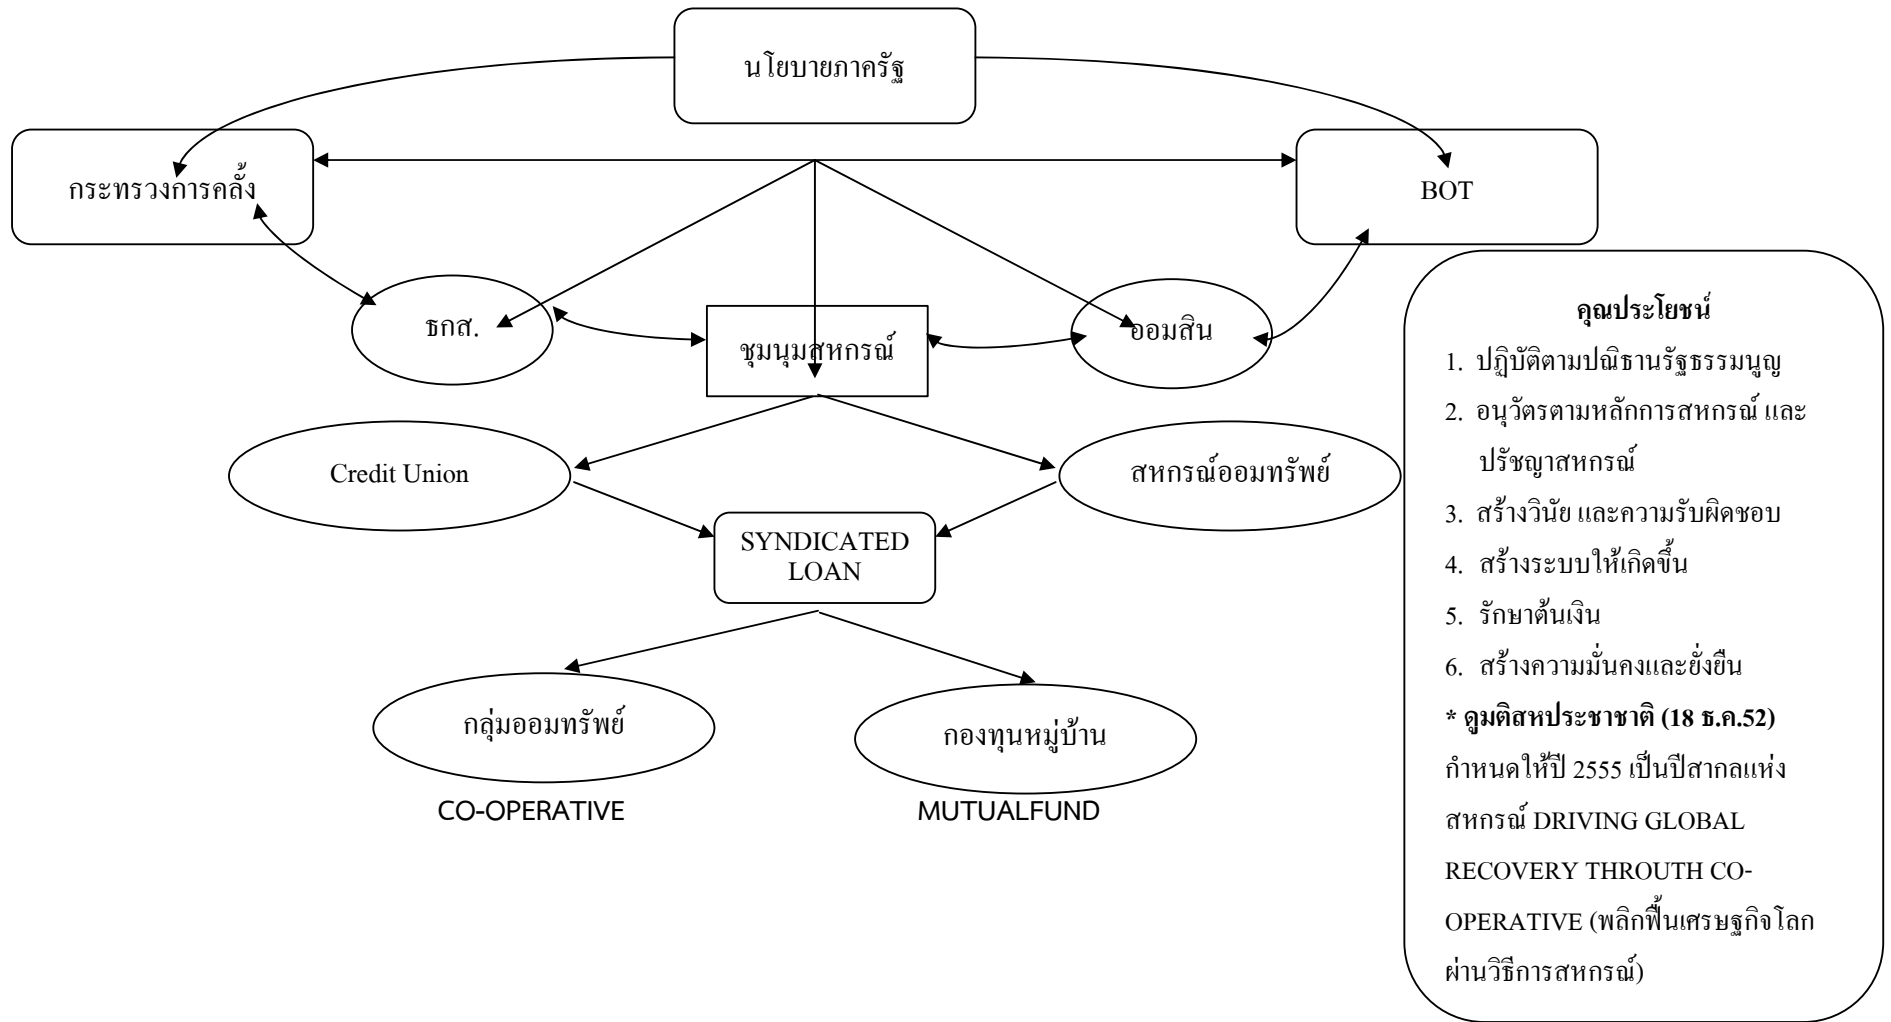 นโยบายภาครัฐ
กระทรวงการคลั้ง
BOT
ธกส.
ชุมนุมสหกรณ์
ออมสิน
Credit Union
สหกรณ์ออมทรัพย์
SYNDICATED
LOAN
กลุ่มออมทรัพย์
กองทุนหมู่บ้าน
CO-OPERATIVE
MUTUALFUND
คุณประโยชน์
1. ปฏิบัติตามปณิธานรัฐธรรมนูญ
2. อนุวัตรตามหลักการสหกรณ์ และ
ปรัชญาสหกรณ์
3. สร้างวินัย และความรับผิดชอบ
4. สร้างระบบให้เกิดขึ้น
5. รักษาต้นเงิน
6. สร้างความมั่นคงและยั่งยืน
* ดูมติสหประชาชาติ (18 ธ.ค.52)
กำหนดให้ปี 2555 เป็นปีสากลแห่ง
สหกรณ์ DRIVING GLOBAL
RECOVERY THROUTH CO-
OPERATIVE (พลิกฟื้นเศรษฐกิจโลก
ผ่านวิธีการสหกรณ์)